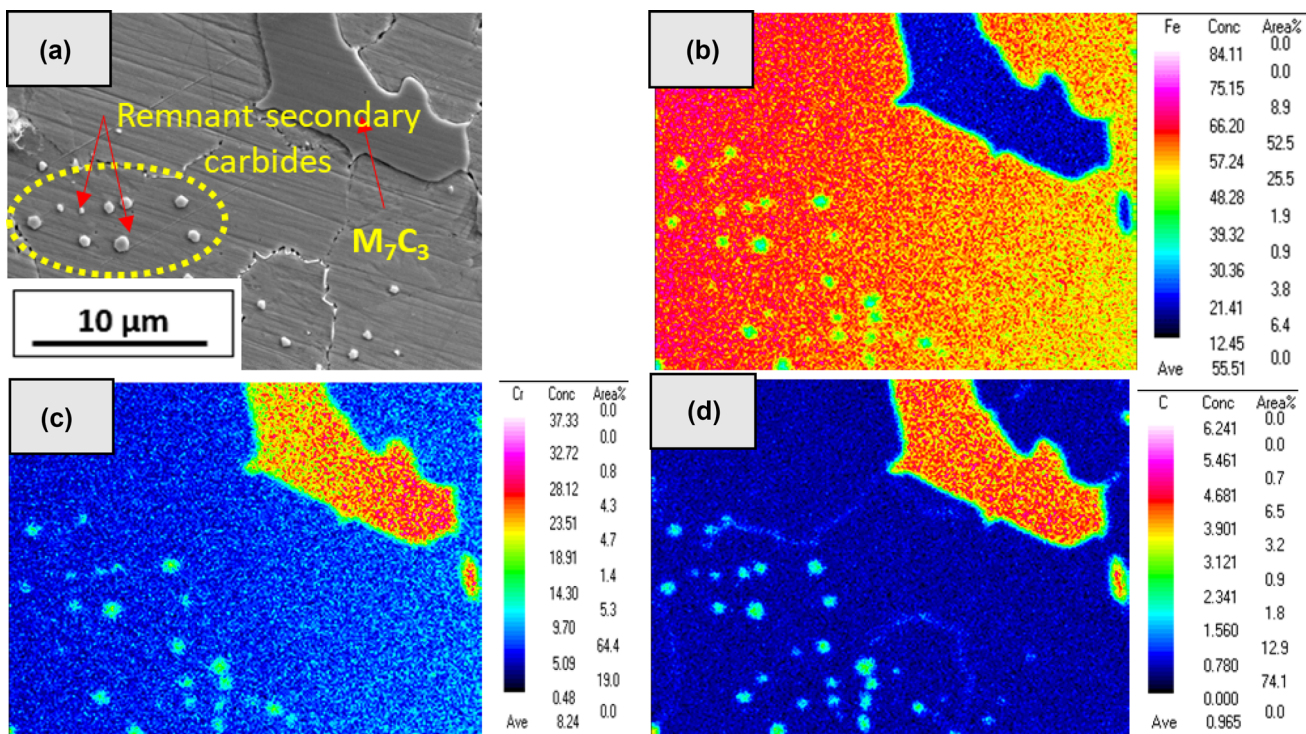 (a)
Remnant secondary
carbides
M₇C₃
10 µm
(b)
Fe Conc Area%
84.11 0.0
75.15 0.0
66.20 8.9
57.24 52.5
48.28 25.5
39.32 1.9
30.36 0.9
21.41 3.8
12.45 6.4
Ave 55.51 0.0
(c)
Cr Conc Area%
37.33 0.0
32.72 0.0
28.12 0.8
23.51 4.3
18.91 4.7
14.30 1.4
9.70 5.3
5.09 64.4
0.48 19.0
Ave 8.24 0.0
(d)
C Conc Area%
6.241 0.0
5.461 0.0
4.681 0.7
3.901 6.5
3.121 3.2
2.341 0.9
1.560 1.8
0.780 12.9
0.000 74.1
Ave 0.965 0.0